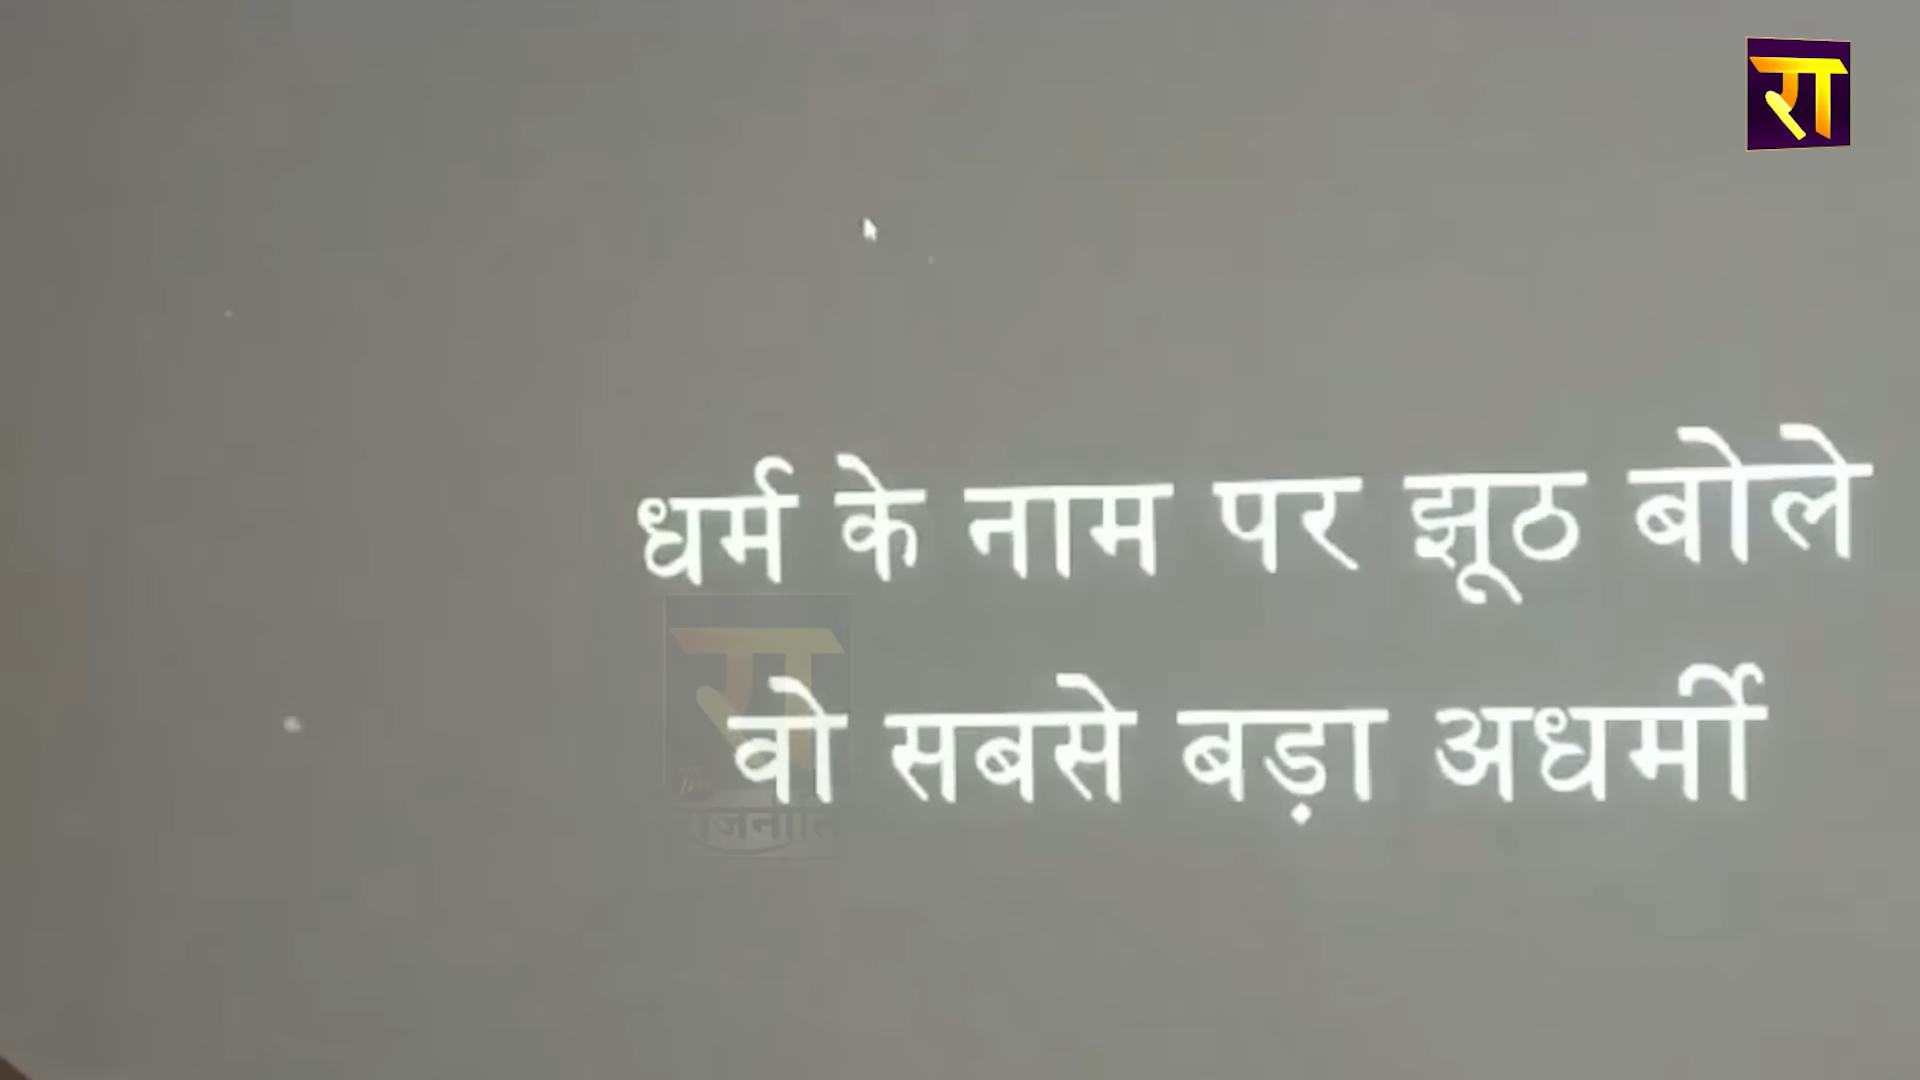 रा
धर्म के नाम पर झूठ बोले
वो सबसे बड़ा अधर्मी
रा